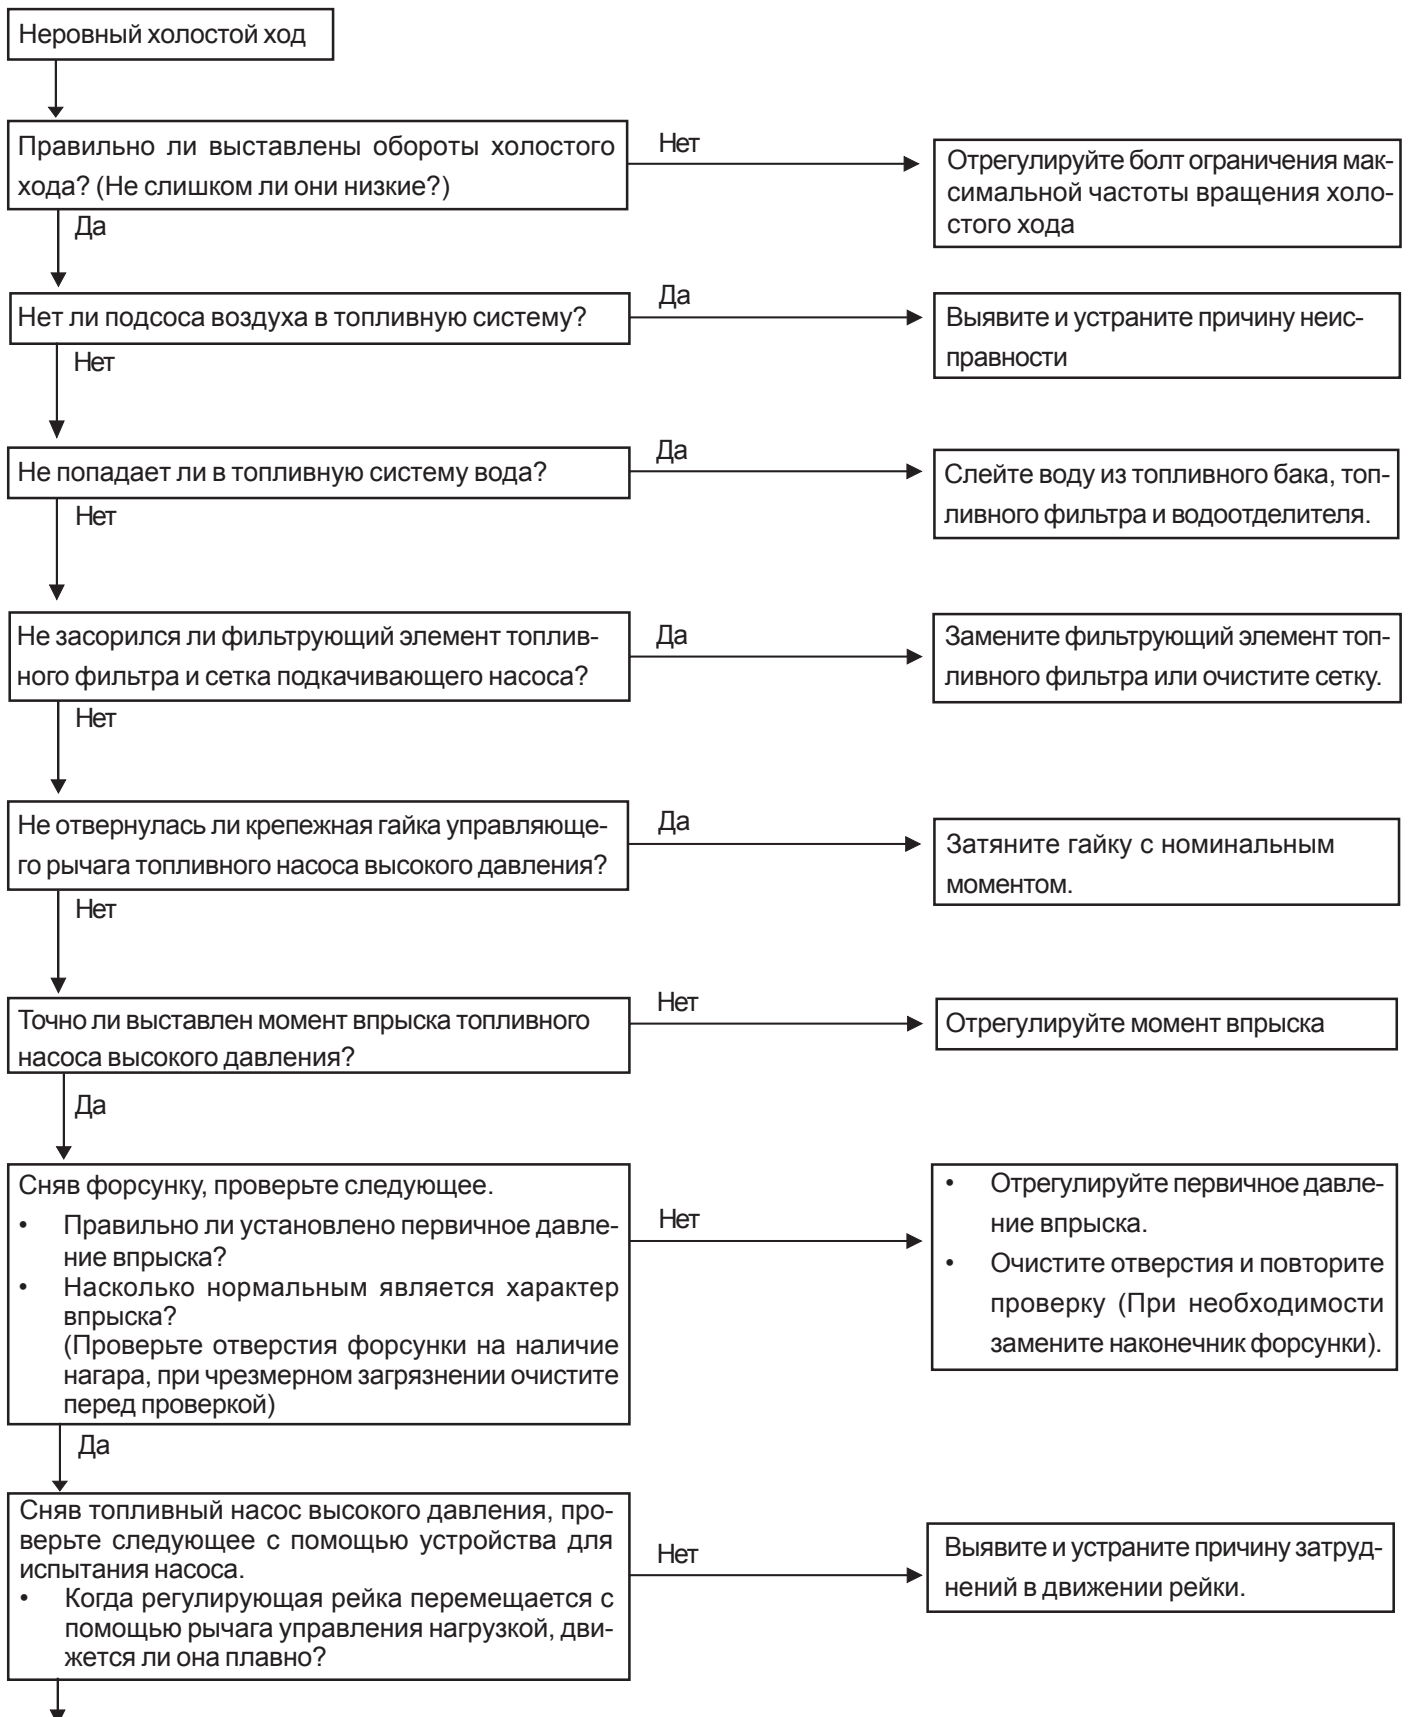 Неровный холостой ход
Правильно ли выставлены обороты холостого
хода? (Не слишком ли они низкие?)
Нет
Отрегулируйте болт ограничения мак-
симальной частоты вращения холо-
стого хода
Да
Нет ли подсоса воздуха в топливную систему?
Да
Выявите и устраните причину неис-
правности
Нет
Не попадает ли в топливную систему вода?
Да
Слейте воду из топливного бака, топ-
ливного фильтра и водоотделителя.
Нет
Не засорился ли фильтрующий элемент топлив-
ного фильтра и сетка подкачивающего насоса?
Да
Замените фильтрующий элемент топ-
ливного фильтра или очистите сетку.
Нет
Не отвернулась ли крепежная гайка управляюще-
го рычага топливного насоса высокого давления?
Да
Затяните гайку с номинальным
моментом.
Нет
Точно ли выставлен момент впрыска топливного
насоса высокого давления?
Нет
Отрегулируйте момент впрыска
Да
Сняв форсунку, проверьте следующее.
• Правильно ли установлено первичное давле-
ние впрыска?
• Насколько нормальным является характер
впрыска?
(Проверьте отверстия форсунки на наличие
нагара, при чрезмерном загрязнении очистите
перед проверкой)
Нет
• Отрегулируйте первичное давле-
ние впрыска.
• Очистите отверстия и повторите
проверку (При необходимости
замените наконечник форсунки).
Да
Сняв топливный насос высокого давления, про-
верьте следующее с помощью устройства для
испытания насоса.
• Когда регулирующая рейка перемещается с
помощью рычага управления нагрузкой, дви-
жется ли она плавно?
Нет
Выявите и устраните причину затруд-
нений в движении рейки.